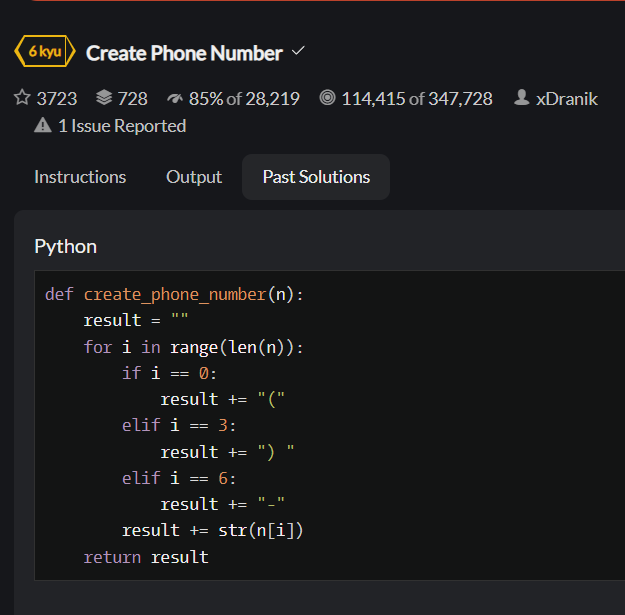 6 kyu Create Phone Number
3723 728 85% of 28,219 114,415 of 347,728 xDranik
1 Issue Reported
Instructions Output Past Solutions
Python
def create_phone_number(n):
    result = ""
    for i in range(len(n)):
        if i == 0:
            result += "("
        elif i == 3:
            result += ") "
        elif i == 6:
            result += "-"
        result += str(n[i])
    return result